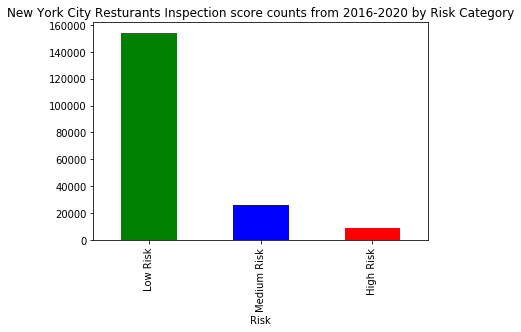 New York City Resturants Inspection score counts from 2016-2020 by Risk Category
160000
140000
120000
100000
80000
60000
40000
20000
0
Low Risk
Medium Risk
High Risk
Risk